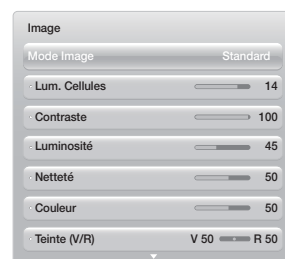 Image
Mode Image Standard
Lum. Cellules 14
Contraste 100
Luminosité 45
Netteté 50
Couleur 50
Teinte (V/R) V 50 R 50